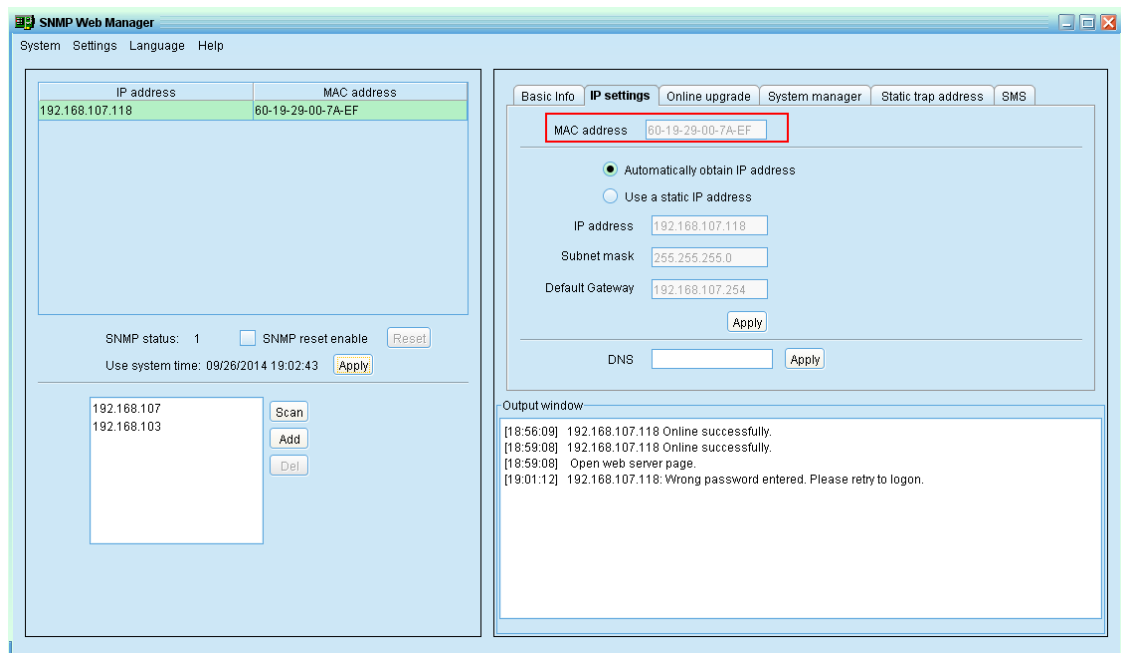 SNMP Web Manager
System Settings Language Help
IP address MAC address
192.168.107.118 60-19-29-00-7A-EF
SNMP status: 1 SNMP reset enable Reset
Use system time: 09/26/2014 19:02:43 Apply
192.168.107
192.168.103
Scan
Add
Del
Basic Info IP settings Online upgrade System manager Static trap address SMS
MAC address 60-19-29-00-7A-EF
Automatically obtain IP address
Use a static IP address
IP address 192.168.107.118
Subnet mask 255.255.255.0
Default Gateway 192.168.107.254
Apply
DNS Apply
Output window
[18:56:09] 192.168.107.118 Online successfully.
[18:59:08] 192.168.107.118 Online successfully.
[18:59:08] Open web server page.
[19:01:12] 192.168.107.118: Wrong password entered. Please retry to logon.